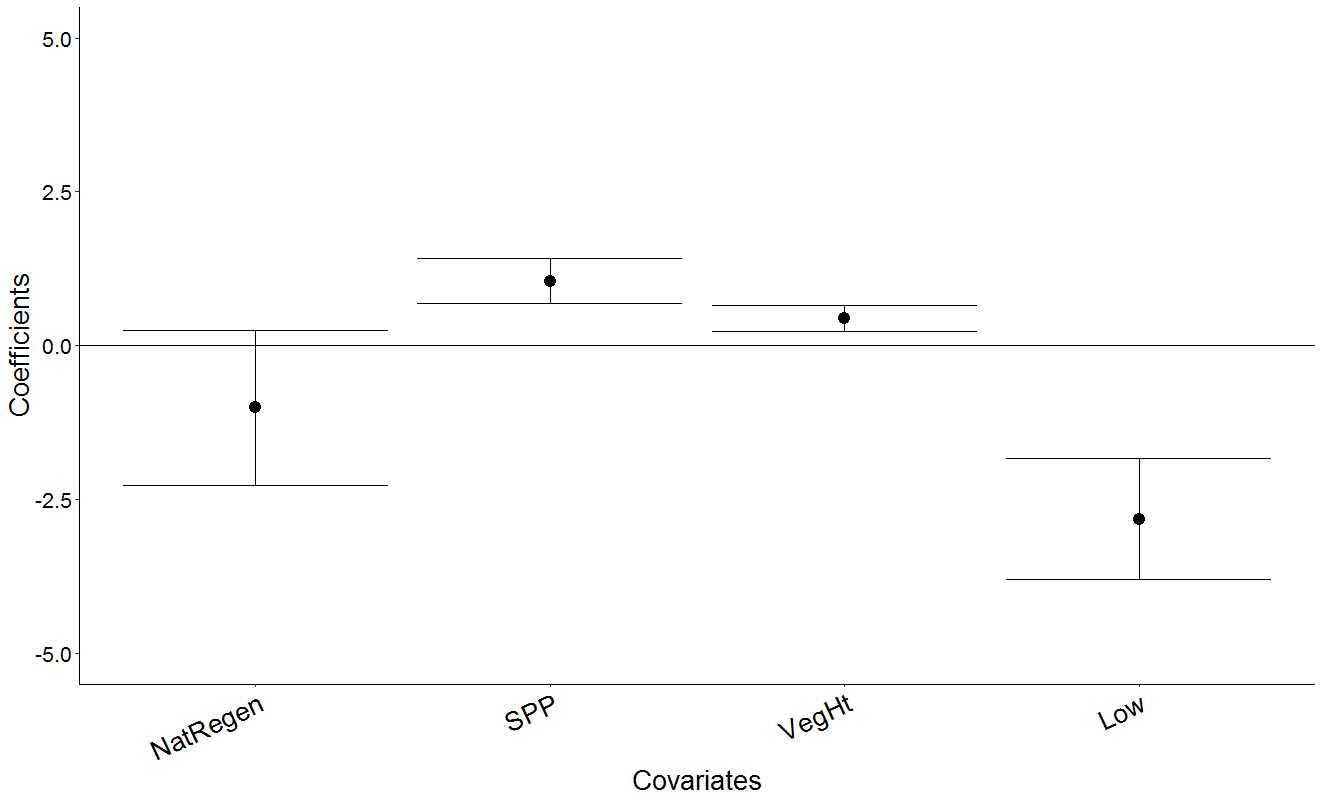 5.0
2.5
0.0
-2.5
-5.0
Coefficients
NatRegen
SPP
VegHt
Low
Covariates